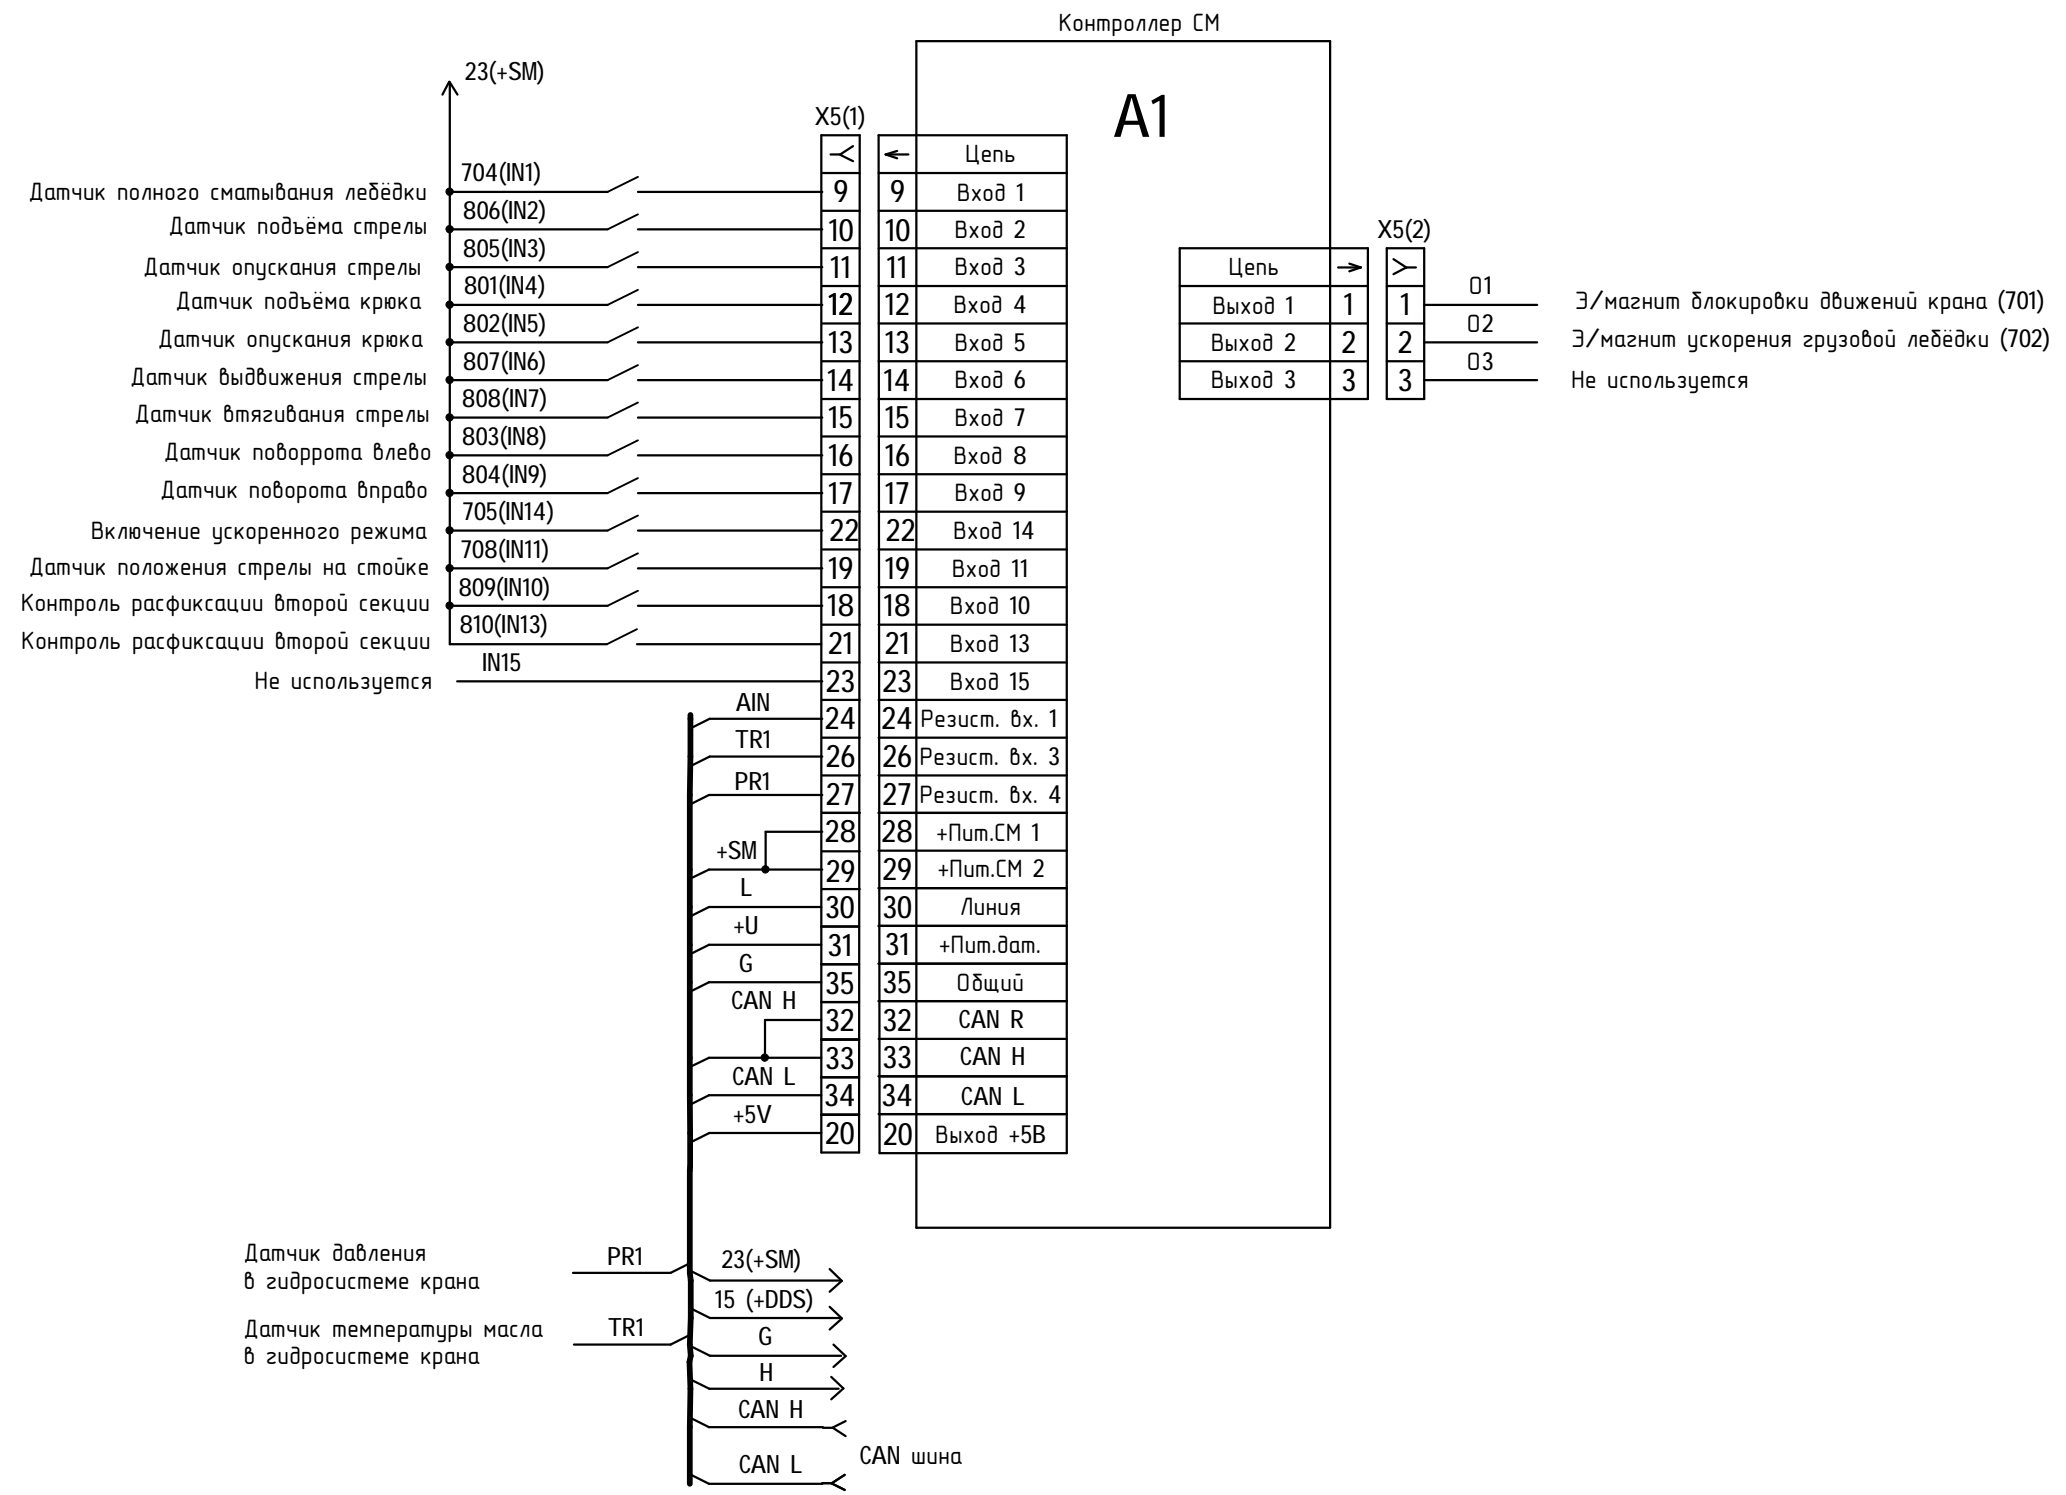 Контроллер СМ
A1
23(+SM)
X5(1)
Цепь
Датчик полного сматывания лебёдки 704(IN1) 9 9 Вход 1
Датчик подъёма стрелы 806(IN2) 10 10 Вход 2
Датчик опускания стрелы 805(IN3) 11 11 Вход 3
Датчик подъёма крюка 801(IN4) 12 12 Вход 4
Датчик опускания крюка 802(IN5) 13 13 Вход 5
Датчик выдвижения стрелы 807(IN6) 14 14 Вход 6
Датчик втягивания стрелы 808(IN7) 15 15 Вход 7
Датчик поворрота влево 803(IN8) 16 16 Вход 8
Датчик поворота вправо 804(IN9) 17 17 Вход 9
Включение ускоренного режима 705(IN14) 22 22 Вход 14
Датчик положения стрелы на стойке 708(IN11) 19 19 Вход 11
Контроль расфиксации второй секции 809(IN10) 18 18 Вход 10
Контроль расфиксации второй секции 810(IN13) 21 21 Вход 13
Не используется IN15 23 23 Вход 15
AIN 24 24 Резист. вх. 1
TR1 26 26 Резист. вх. 3
PR1 27 27 Резист. вх. 4
28 28 +Пит.СМ 1
+SM 29 29 +Пит.СМ 2
L 30 30 Линия
+U 31 31 +Пит.дат.
G 35 35 Общий
CAN H 32 32 CAN R
33 33 CAN H
CAN L 34 34 CAN L
+5V 20 20 Выход +5В
X5(2)
Цепь
Выход 1 1 1 O1 Э/магнит блокировки движений крана (701)
Выход 2 2 2 O2 Э/магнит ускорения грузовой лебёдки (702)
Выход 3 3 3 O3 Не используется
Датчик давления
в гидросистеме крана
PR1
Датчик температуры масла
в гидросистеме крана
TR1
23(+SM)
15 (+DDS)
G
H
CAN H
CAN шина
CAN L